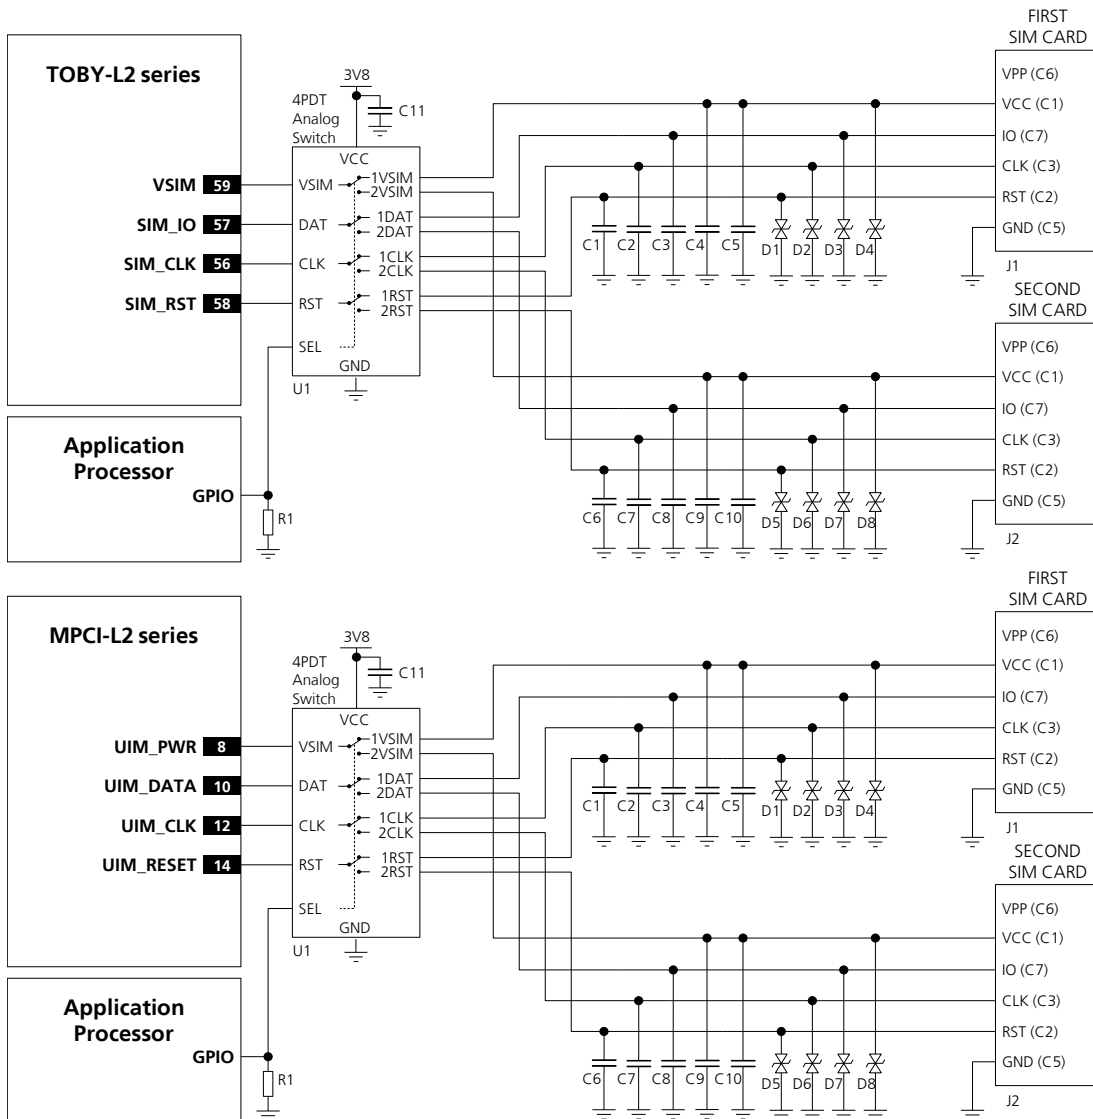 FIRST
SIM CARD
TOBY-L2 series
VPP (C6)
3V8
4PDT
Analog
Switch
C11
VCC (C1)
IO (C7)
VCC
CLK (C3)
VSIM 59
VSIM
1VSIM
2VSIM
RST (C2)
SIM_IO 57
DAT
1DAT
2DAT
GND (C5)
C1 C2 C3 C4 C5 D1 D2 D3 D4
SIM_CLK 56
CLK
1CLK
2CLK
J1
SIM_RST 58
RST
1RST
2RST
SECOND
SIM CARD
SEL
GND
U1
VPP (C6)
VCC (C1)
IO (C7)
CLK (C3)
RST (C2)
GND (C5)
Application
Processor
GPIO
R1
C6 C7 C8 C9 C10 D5 D6 D7 D8
J2
FIRST
SIM CARD
MPCI-L2 series
VPP (C6)
3V8
4PDT
Analog
Switch
C11
VCC (C1)
IO (C7)
VCC
CLK (C3)
UIM_PWR 8
VSIM
1VSIM
2VSIM
RST (C2)
UIM_DATA 10
DAT
1DAT
2DAT
GND (C5)
C1 C2 C3 C4 C5 D1 D2 D3 D4
UIM_CLK 12
CLK
1CLK
2CLK
J1
UIM_RESET 14
RST
1RST
2RST
SECOND
SIM CARD
SEL
GND
U1
VPP (C6)
VCC (C1)
IO (C7)
CLK (C3)
RST (C2)
GND (C5)
Application
Processor
GPIO
R1
C6 C7 C8 C9 C10 D5 D6 D7 D8
J2